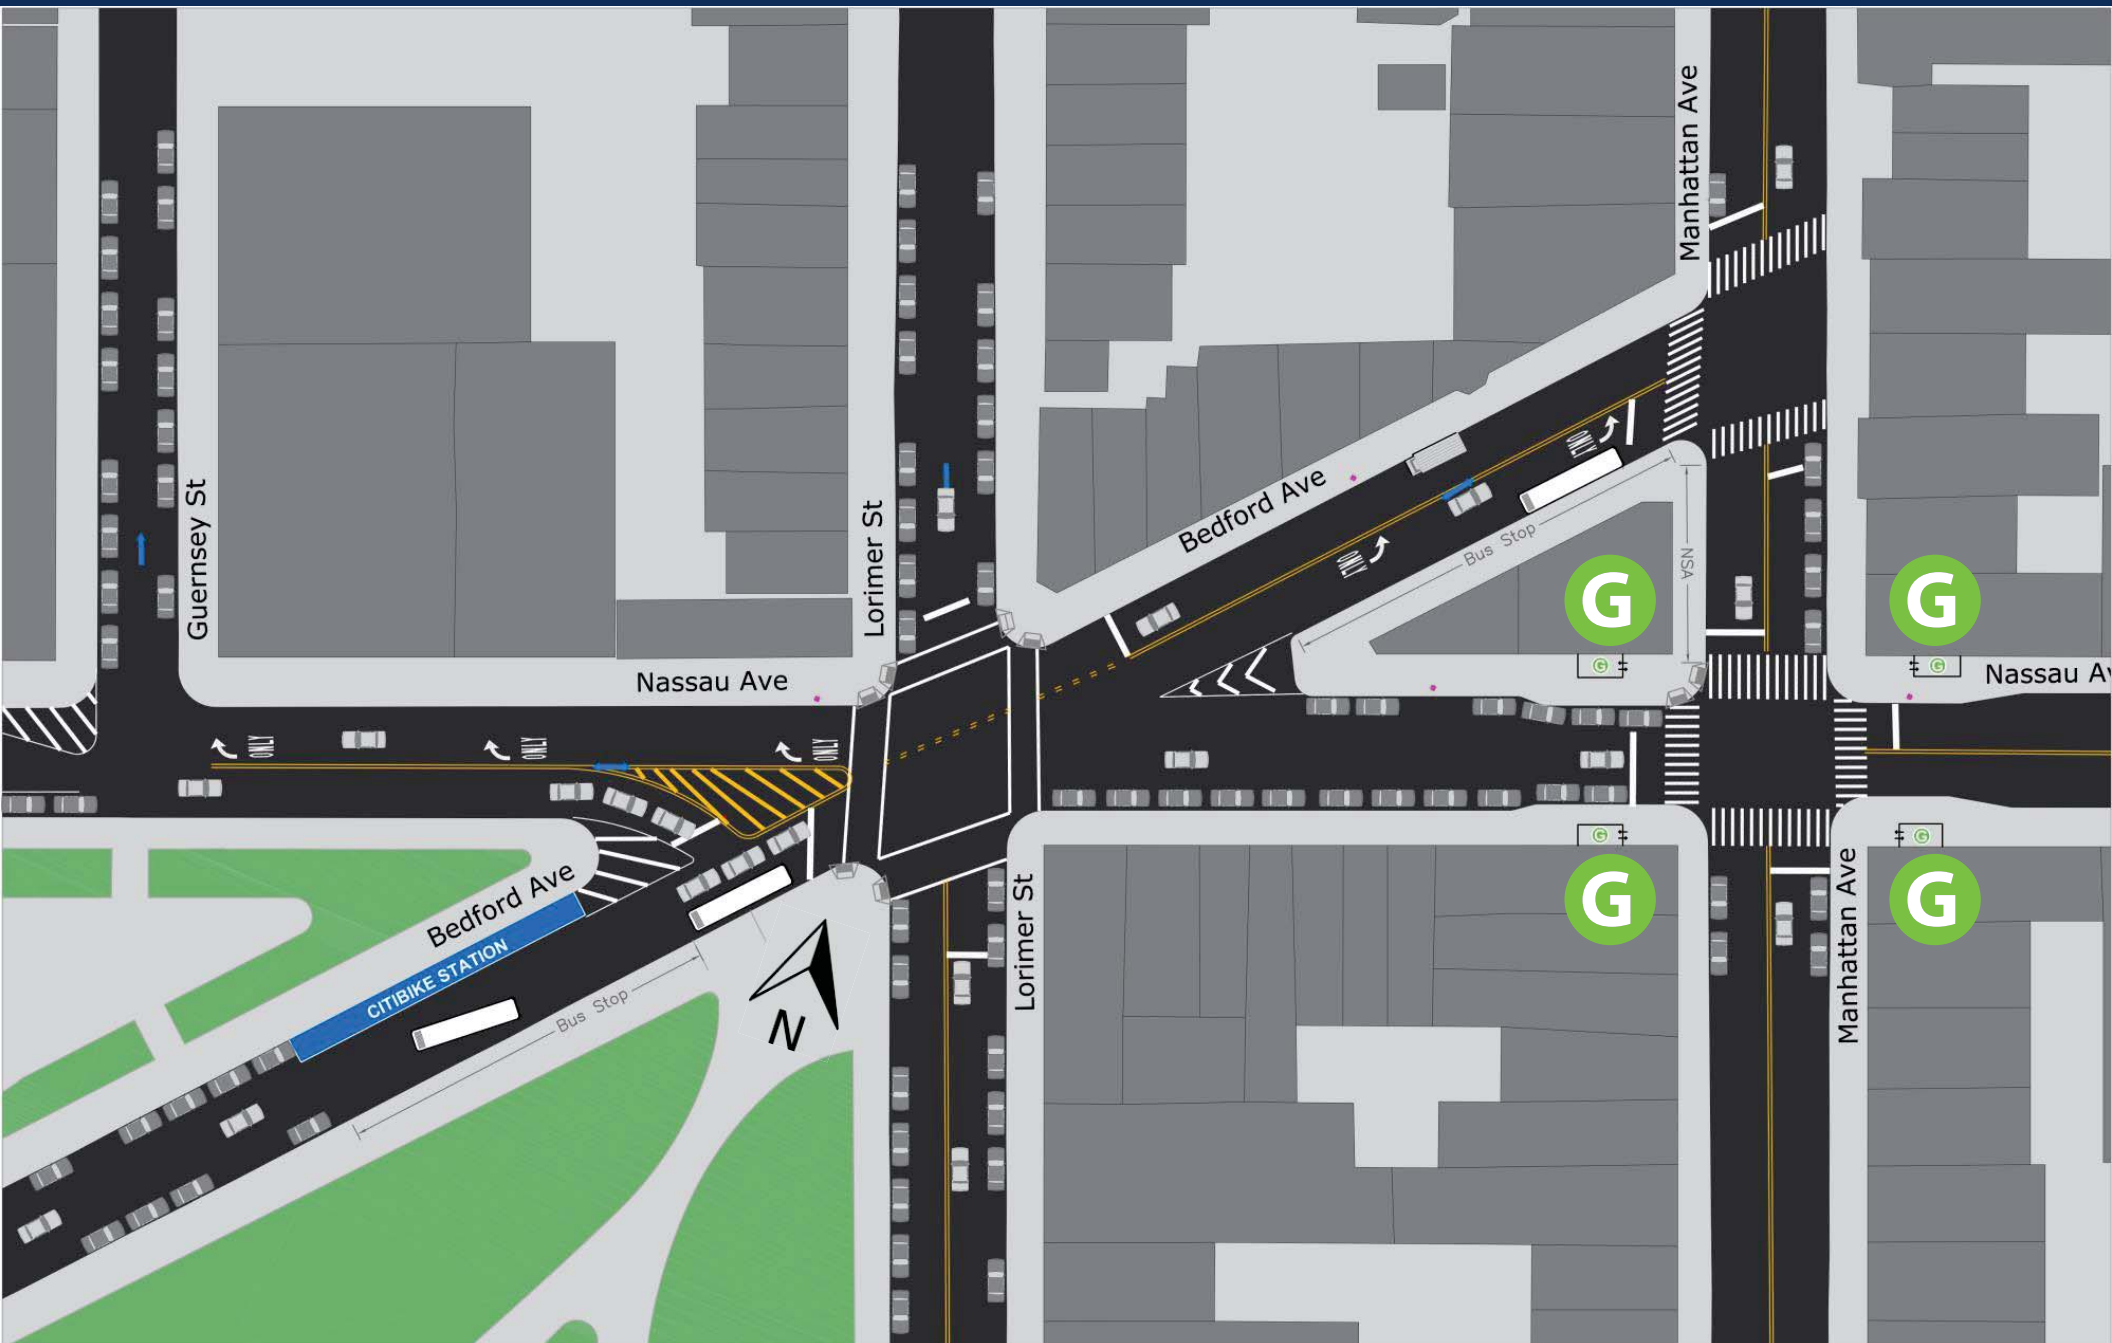 Manhattan Ave
Guernsey St
Lorimer St
Bedford Ave
ONLY
ONLY
Bus Stop
NSA
G
G
Nassau Ave
G
G
Nassau Av
ONLY
ONLY
ONLY
G
G
Bedford Ave
CITIBIKE STATION
Bus Stop
N
Lorimer St
G
G
Manhattan Ave